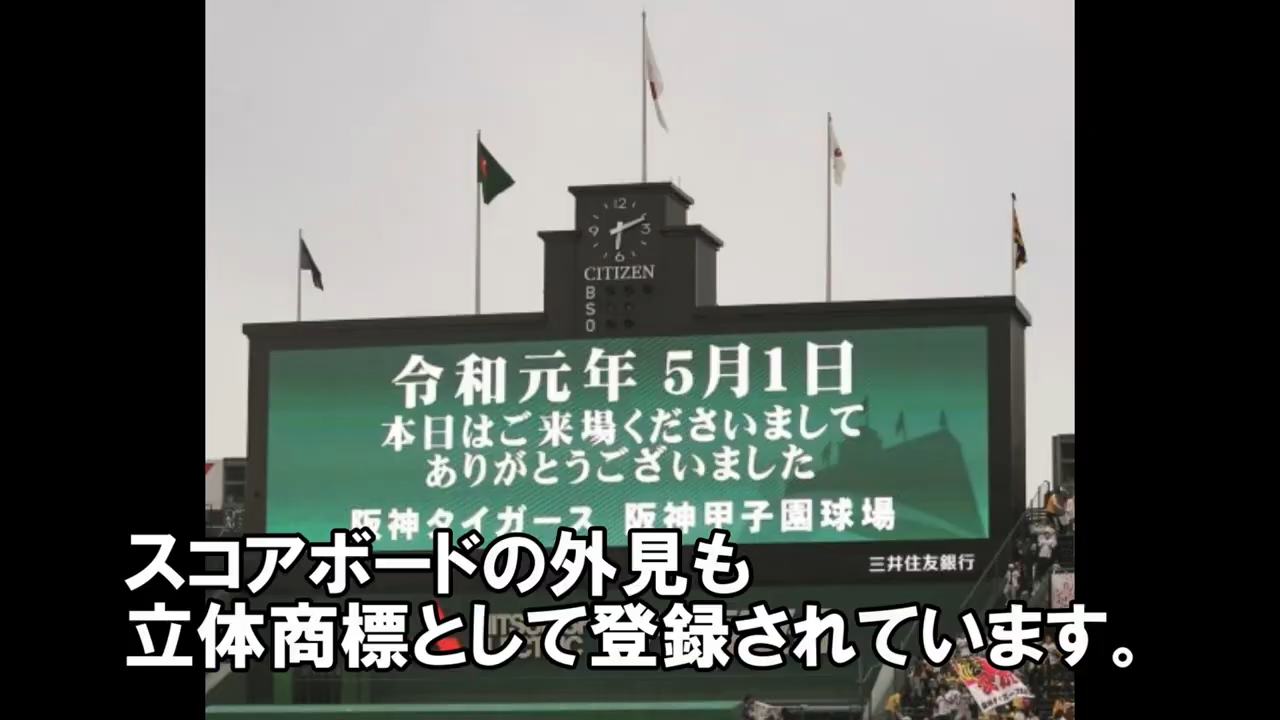 12
9
3
6
CITIZEN
B
S
O
令和元年 5月1日
本日はご来場くださいまして
ありがとうございました
阪神タイガース 阪神甲子園球場
三井住友銀行
スコアボードの外見も
立体商標として登録されています。